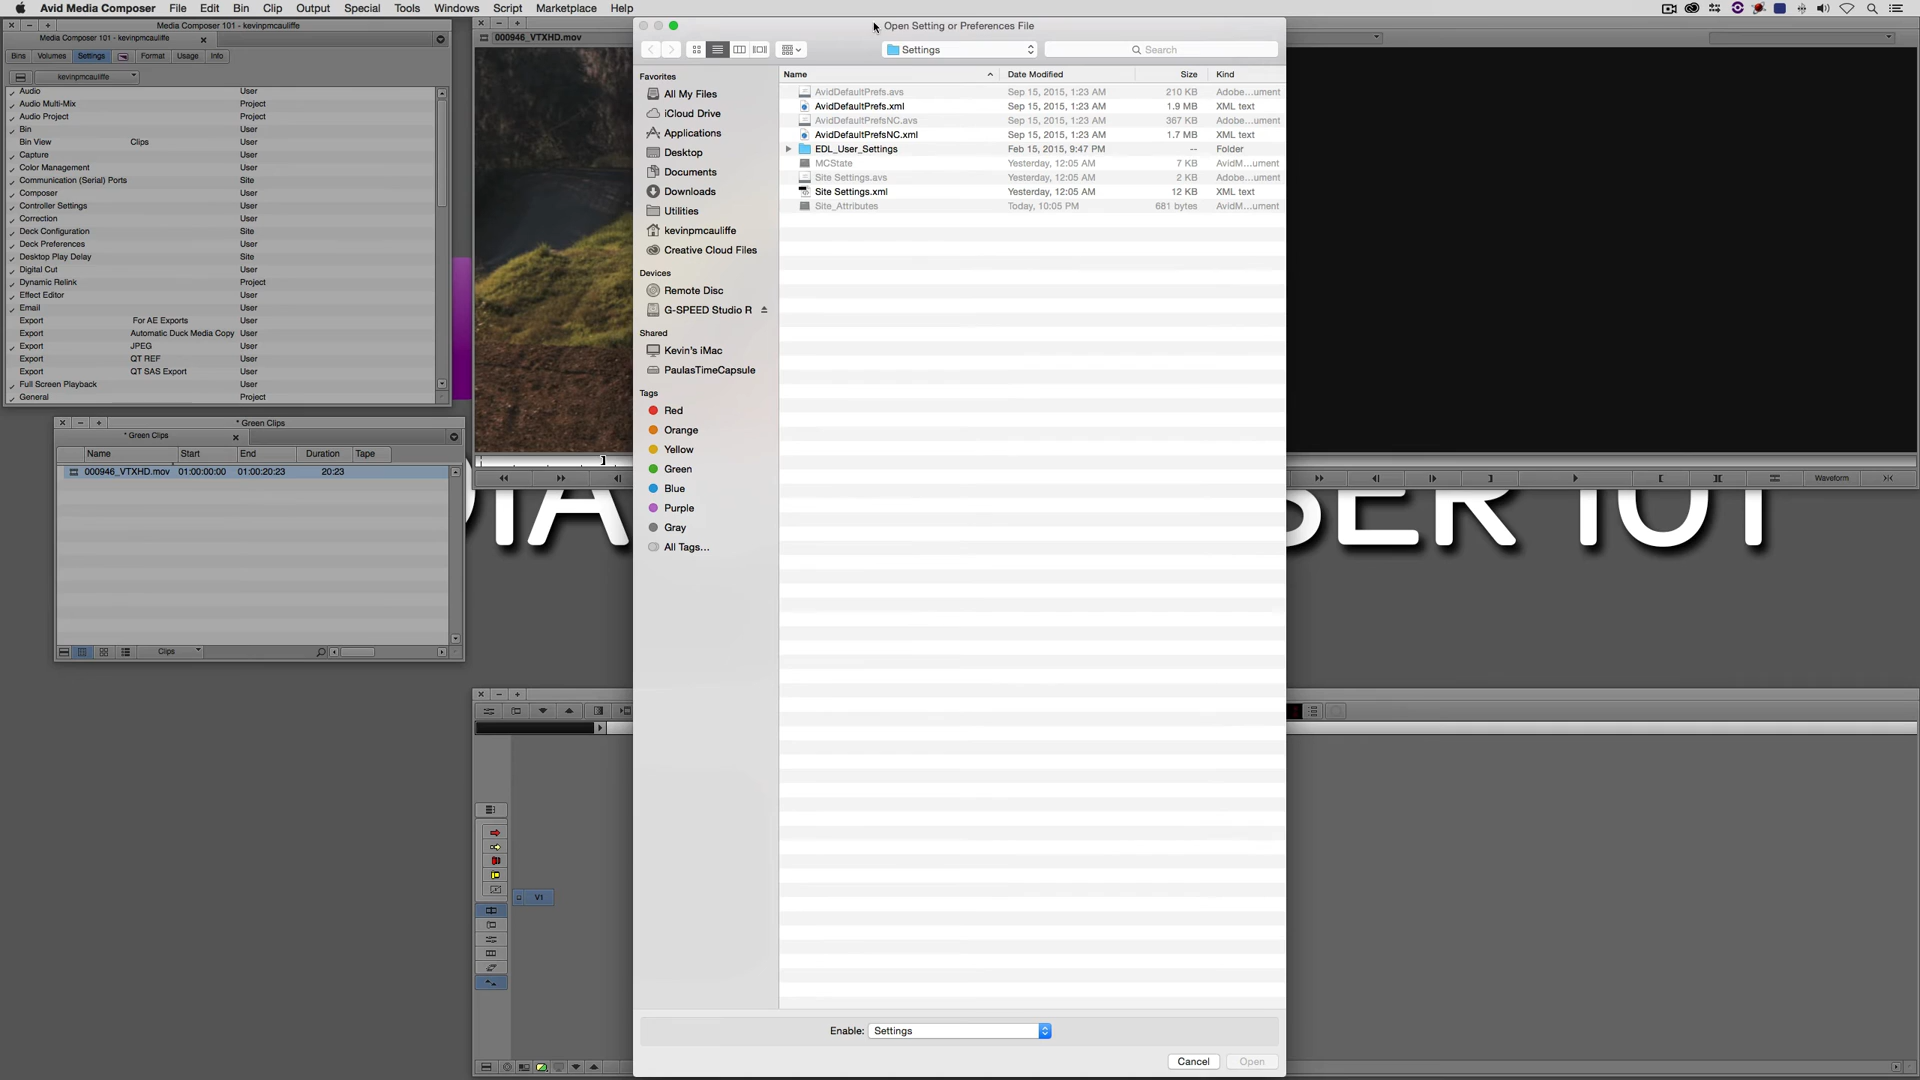 Avid Media Composer File Edit Bin Clip Output Special Tools Windows Script Marketplace Help
Media Composer 101 - kevinpmcauliffe
Media Composer 101 - kevinpmcauliffe
Bins Volumes Settings Format Usage Info
kevinpmcauliffe
Audio User
Audio Multi-Mix Project
Audio Project Project
Bin User
Bin View Clips User
Capture User
Color Management User
Communication (Serial) Ports Site
Composer User
Controller Settings User
Correction User
Deck Configuration Site
Deck Preferences User
Desktop Play Delay Site
Digital Cut User
Dynamic Relink Project
Effect Editor User
Email User
Export For AE Exports User
Export Automatic Duck Media Copy User
Export JPEG User
Export QT REF User
Export QT SAS Export User
Full Screen Playback User
General Project
* Green Clips
* Green Clips
Name Start End Duration Tape
000946_VTXHD.mov 01:00:00:00 01:00:20:23 20:23
Clips
000946_VTXHD.mov
Open Setting or Preferences File
Settings
Search
Favorites
All My Files
iCloud Drive
Applications
Desktop
Documents
Downloads
Utilities
kevinpmcauliffe
Creative Cloud Files
Devices
Remote Disc
G-SPEED Studio R
Shared
Kevin's iMac
PaulasTimeCapsule
Tags
Red
Orange
Yellow
Green
Blue
Purple
Gray
All Tags...
Name Date Modified Size Kind
AvidDefaultPrefs.avs Sep 15, 2015, 1:23 AM 210 KB Adobe...ument
AvidDefaultPrefs.xml Sep 15, 2015, 1:23 AM 1.9 MB XML text
AvidDefaultPrefsNC.avs Sep 15, 2015, 1:23 AM 367 KB Adobe...ument
AvidDefaultPrefsNC.xml Sep 15, 2015, 1:23 AM 1.7 MB XML text
EDL_User_Settings Feb 15, 2015, 9:47 PM -- Folder
MCState Yesterday, 12:05 AM 7 KB AvidM...ument
Site Settings.avs Yesterday, 12:05 AM 2 KB Adobe...ument
Site Settings.xml Yesterday, 12:05 AM 12 KB XML text
Site_Attributes Today, 10:05 PM 681 bytes AvidM...ument
Enable: Settings
Cancel Open
Waveform
DIA
SER 101
V1